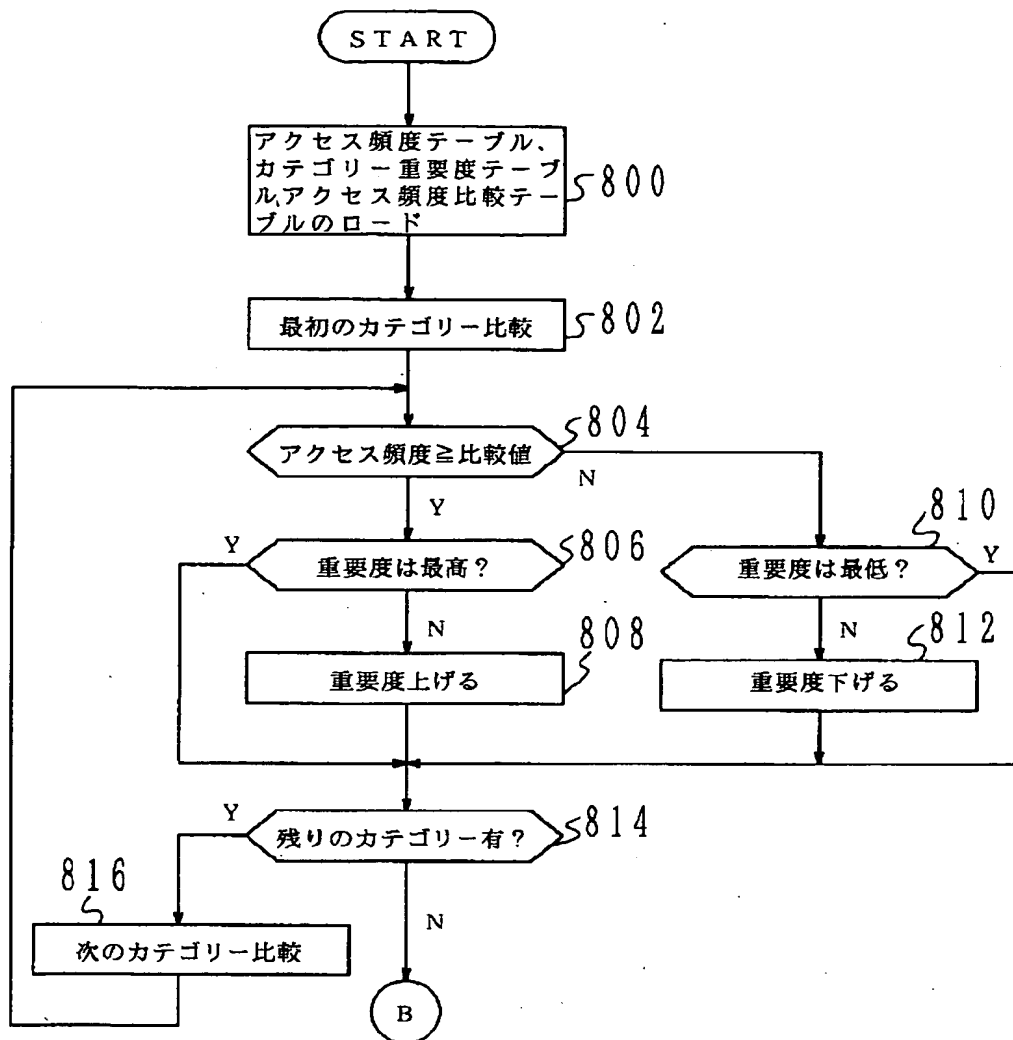 START
アクセス頻度テーブル、
カテゴリー重要度テーブ
ル、アクセス頻度比較テー
ブルのロード
800
最初のカテゴリー比較
802
アクセス頻度≧比較値
804
N
Y
810
Y
重要度は最高？
806
重要度は最低？
Y
N
808
N
812
重要度上げる
重要度下げる
Y
残りのカテゴリー有？
814
816
N
次のカテゴリー比較
B